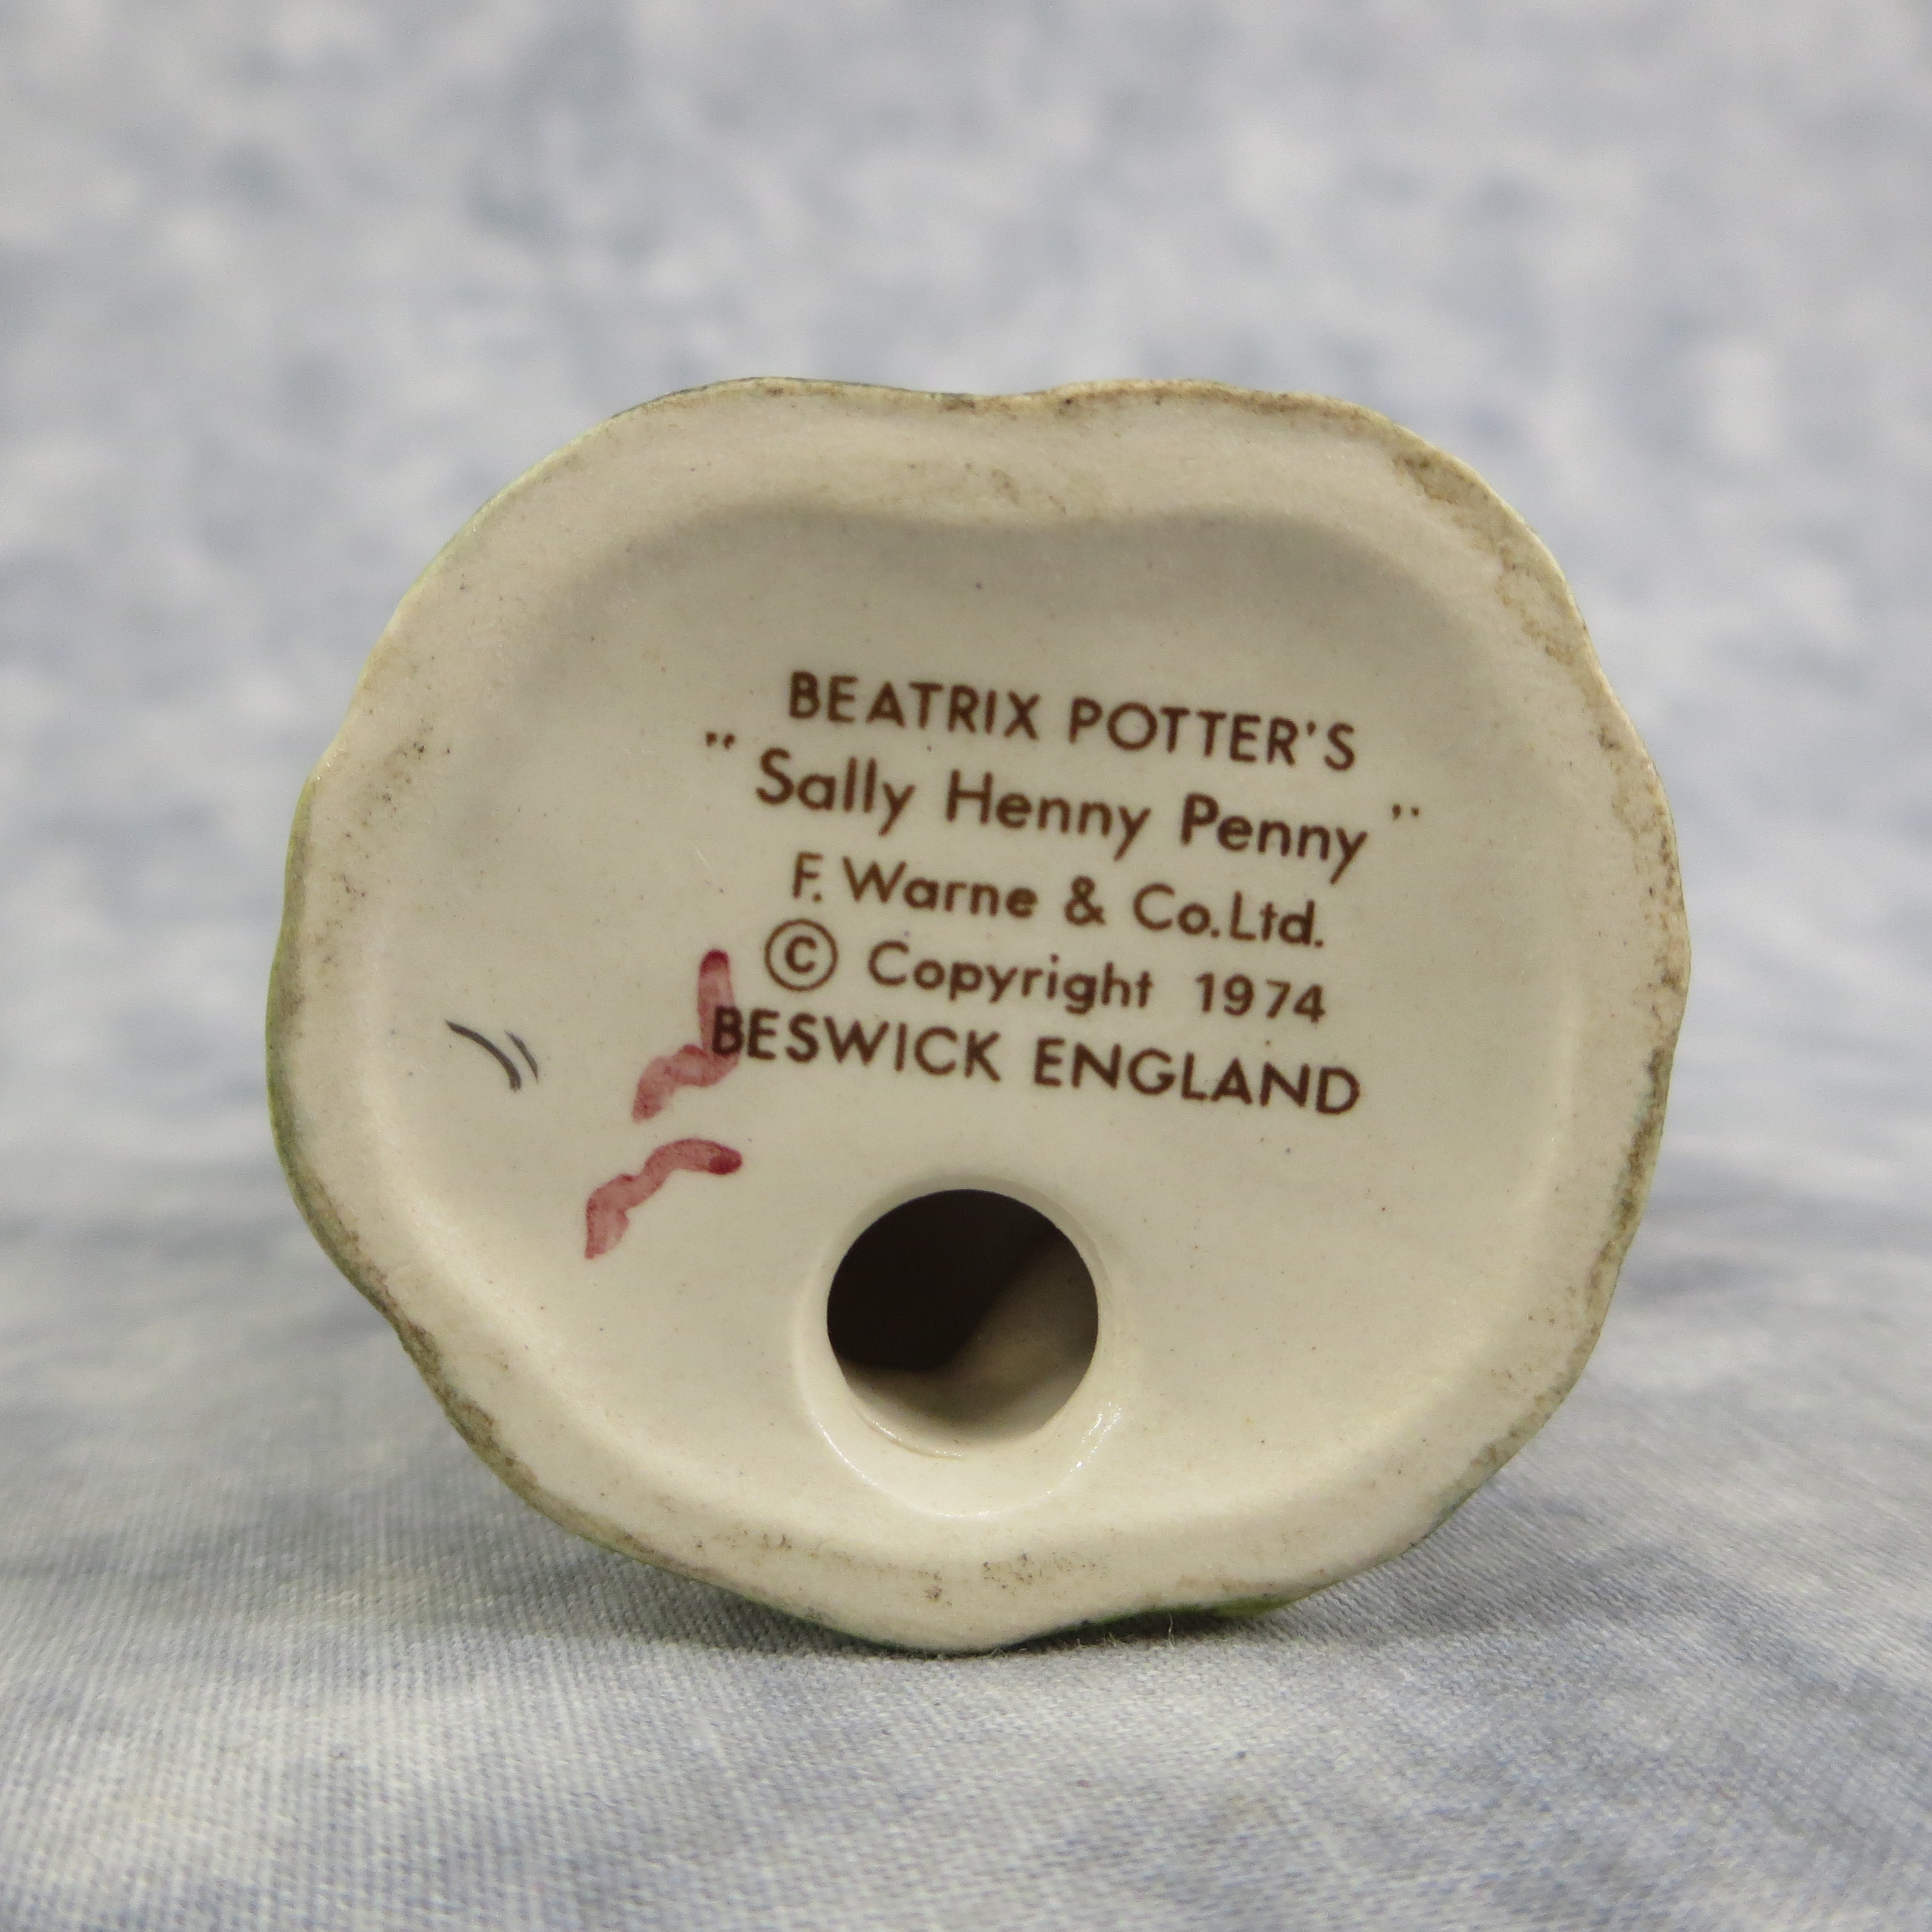 BEATRIX POTTER'S
" Sally Henny Penny "
F. Warne & Co.Ltd.
© Copyright 1974
BESWICK ENGLAND